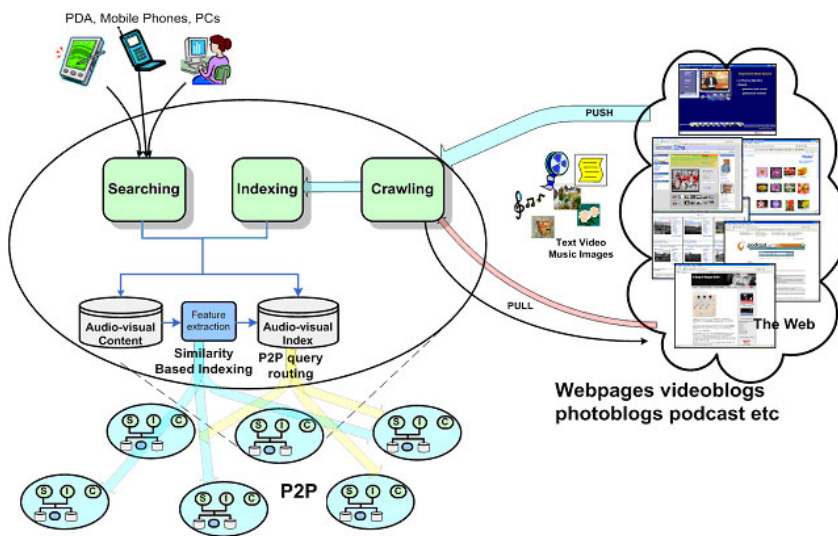 PDA, Mobile Phones, PCs
PUSH
Searching
Indexing
Crawling
Text Video
Music Images
PULL
The Web
Audio-visual
Content
Feature
extraction
Audio-visual
Index
Similarity
Based Indexing
P2P query
routing
Webpages videoblogs
photoblogs podcast etc
S I C
S I C
S I C
S I C
S I C
S I C
P2P